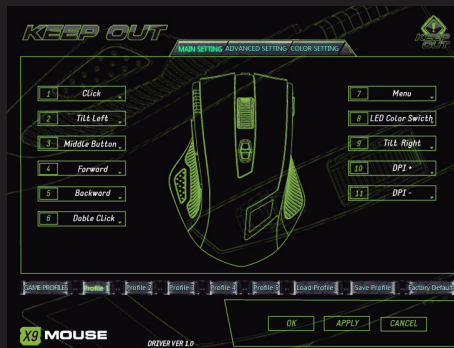 KEEP OUT
KEEP OUT
MAIN SETTING ADVANCED SETTING COLOR SETTING
1 Click
2 Tilt Left
3 Middle Button
4 Forward
5 Backward
6 Doble Click
7 Menu
8 LED Color Swicth
9 Tilt Right
10 DPI +
11 DPI -
GAME PROFILE Profile 1 Profile 2 Profile 3 Profile 4 Profile 5 Load Profile Save Profile Factory Default
OK APPLY CANCEL
X9 MOUSE
DRIVER VER 1.0